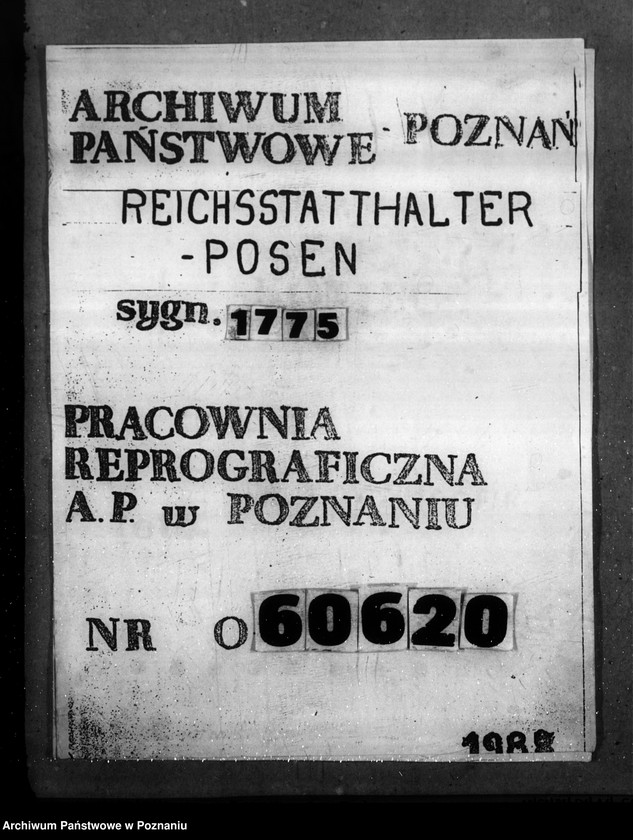 ARCHIWUM
PAŃSTWOWE - POZNAŃ
REICHSSTATTHALTER
-POSEN
sygn. 1775
PRACOWNIA
REPROGRAFICZNA
A.P. w POZNANIU
NR O 60620
Archiwum Państwowe w Poznaniu